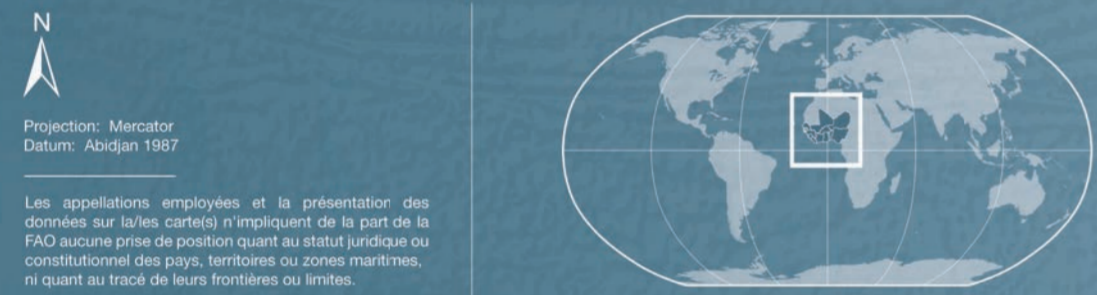 N
Projection: Mercator
Datum: Abidjan 1987
Les appellations employées et la présentation des
données sur la/les carte(s) n'impliquent de la part de la
FAO aucune prise de position quant au statut juridique ou
constitutionnel des pays, territoires ou zones maritimes,
ni quant au tracé de leurs frontières ou limites.